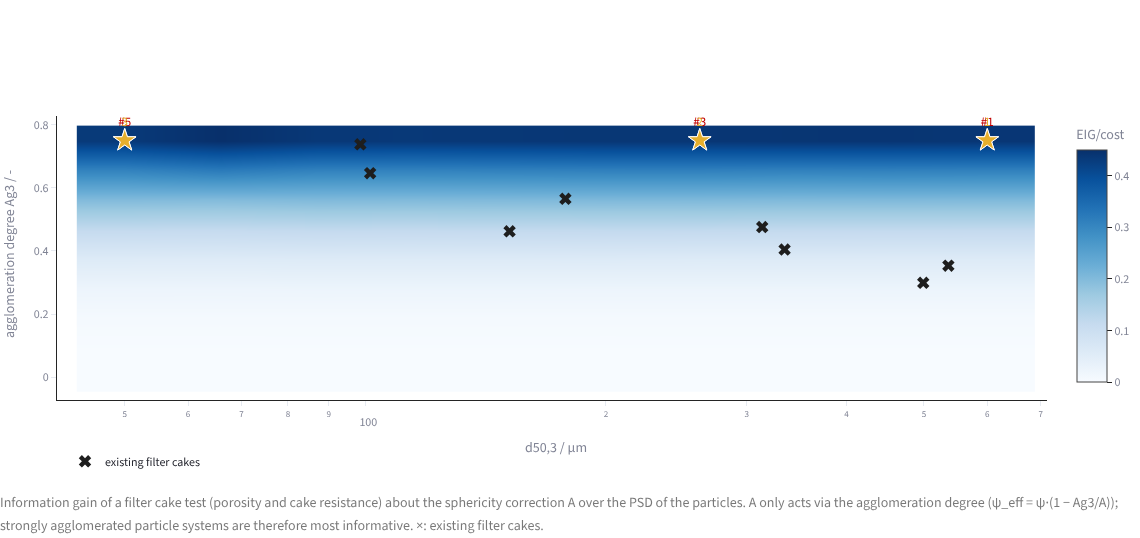 #5 #3 #1
EIG/cost
0.8
0.6
0.4
0.2
0
agglomeration degree Ag3 / -
0.4
0.3
0.2
0.1
0
5 6 7 8 9 100 2 3 4 5 6 7
d50,3 / µm
existing filter cakes
Information gain of a filter cake test (porosity and cake resistance) about the sphericity correction A over the PSD of the particles. A only acts via the agglomeration degree (ψ_eff = ψ·(1 − Ag3/A));
strongly agglomerated particle systems are therefore most informative. ×: existing filter cakes.